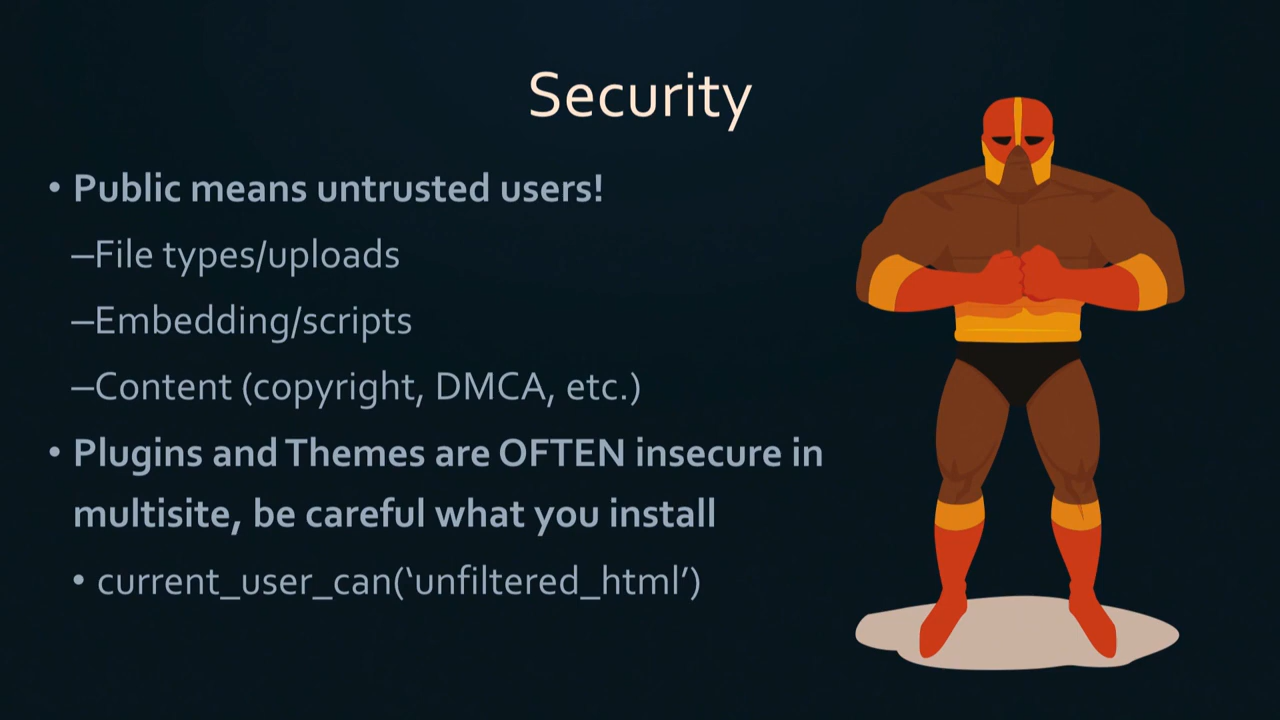 Security
• Public means untrusted users!
–File types/uploads
–Embedding/scripts
–Content (copyright, DMCA, etc.)
• Plugins and Themes are OFTEN insecure in
multisite, be careful what you install
• current_user_can(‘unfiltered_html’)